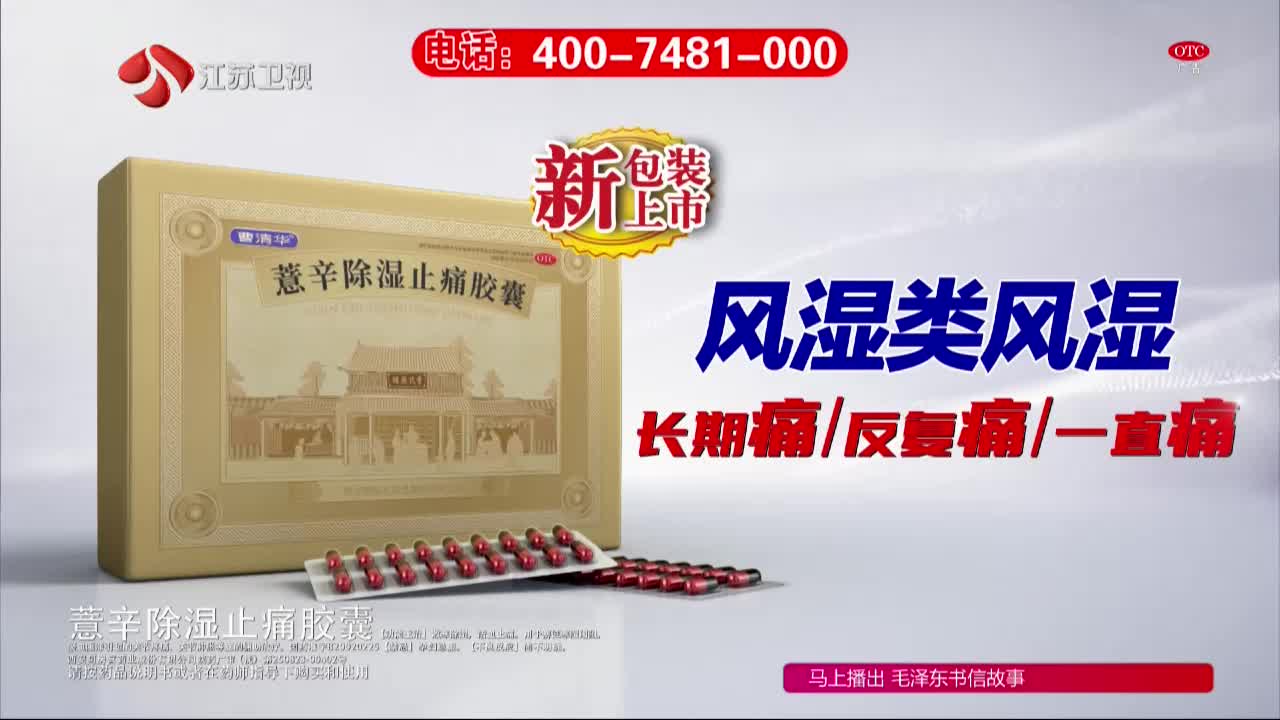 江苏卫视
电话：400-7481-000
OTC
广告
新包装上市
曹清华
OTC
薏辛除湿止痛胶囊
风湿类风湿
长期痛/反复痛/一直痛
薏辛除湿止痛胶囊
请按产品说明书或者在药师指导下购买和使用
马上播出 毛泽东书信故事